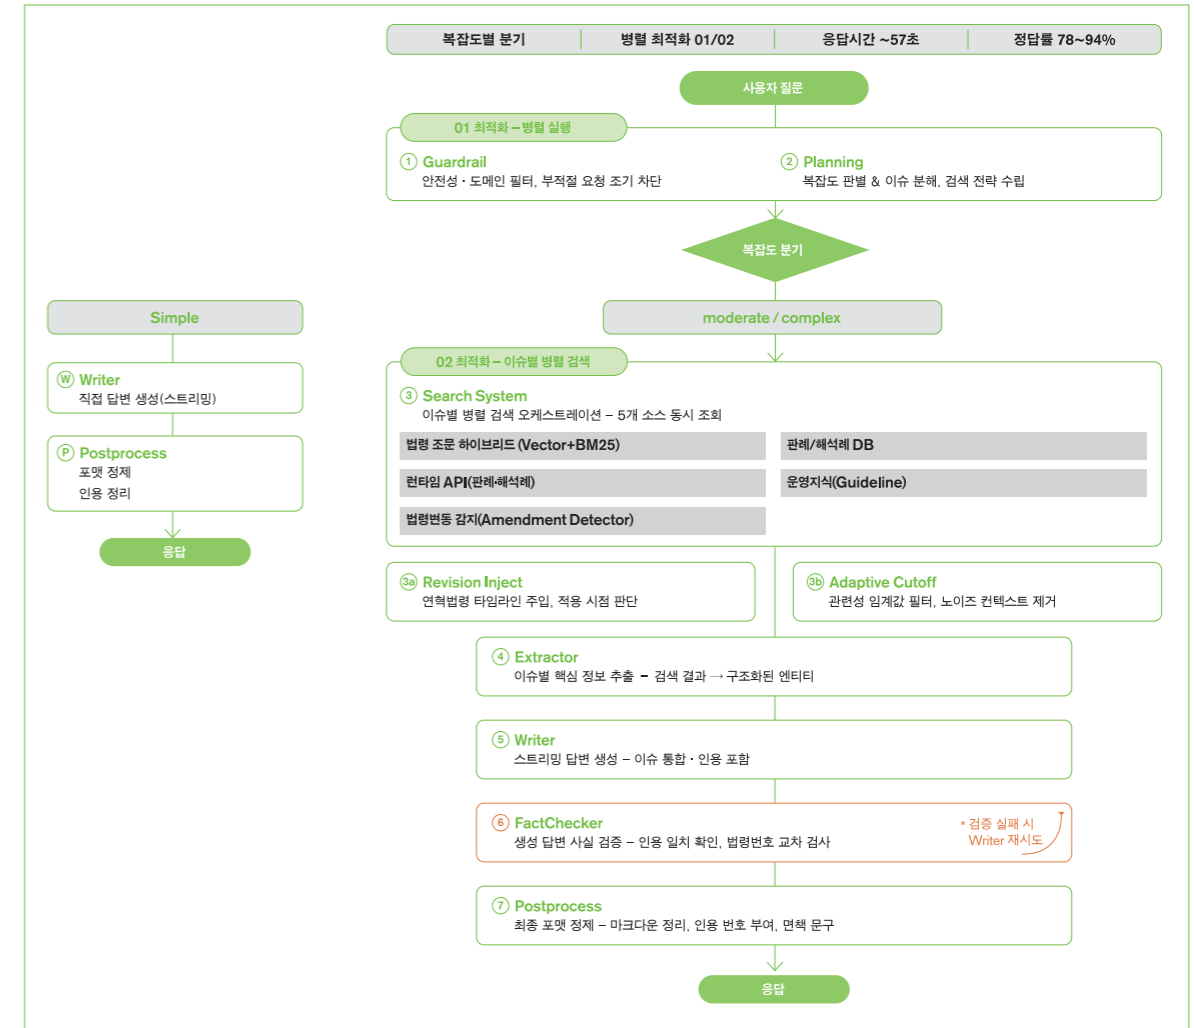 복잡도별 분기
병렬 최적화 01/02
응답시간 ~57초
정답률 78~94%
사용자 질문
01 최적화 – 병렬 실행
① Guardrail
안전성 · 도메인 필터, 부적절 요청 조기 차단
② Planning
복잡도 판별 & 이슈 분해, 검색 전략 수립
복잡도 분기
Simple
Ⓦ Writer
직접 답변 생성(스트리밍)
Ⓟ Postprocess
포맷 정제
인용 정리
응답
moderate / complex
02 최적화 – 이슈별 병렬 검색
③ Search System
이슈별 병렬 검색 오케스트레이션 – 5개 소스 동시 조회
법령 조문 하이브리드 (Vector+BM25)
판례/해석례 DB
런타임 API(판례·해석례)
운영지식(Guideline)
법령변동 감지(Amendment Detector)
3a Revision Inject
연혁법령 타임라인 주입, 적용 시점 판단
3b Adaptive Cutoff
관련성 임계값 필터, 노이즈 컨텍스트 제거
④ Extractor
이슈별 핵심 정보 추출 – 검색 결과 → 구조화된 엔티티
⑤ Writer
스트리밍 답변 생성 – 이슈 통합 · 인용 포함
⑥ FactChecker
생성 답변 사실 검증 – 인용 일치 확인, 법령번호 교차 검사
* 검증 실패 시
Writer 재시도
⑦ Postprocess
최종 포맷 정제 – 마크다운 정리, 인용 번호 부여, 면책 문구
응답